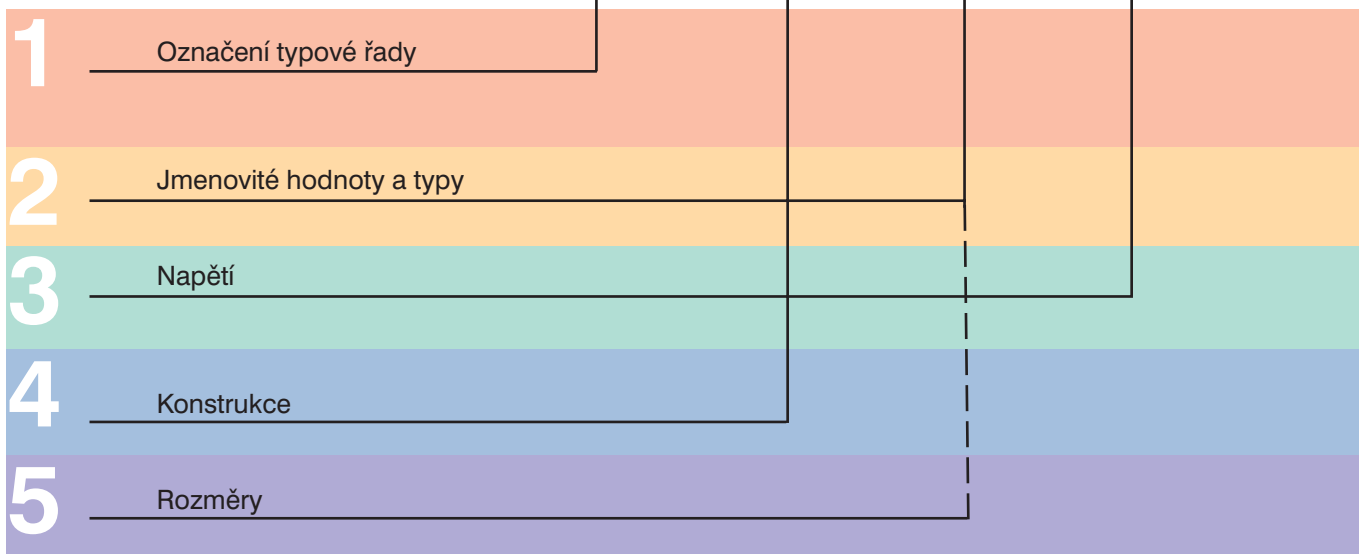 1 Označení typové řady
2 Jmenovité hodnoty a typy
3 Napětí
4 Konstrukce
5 Rozměry